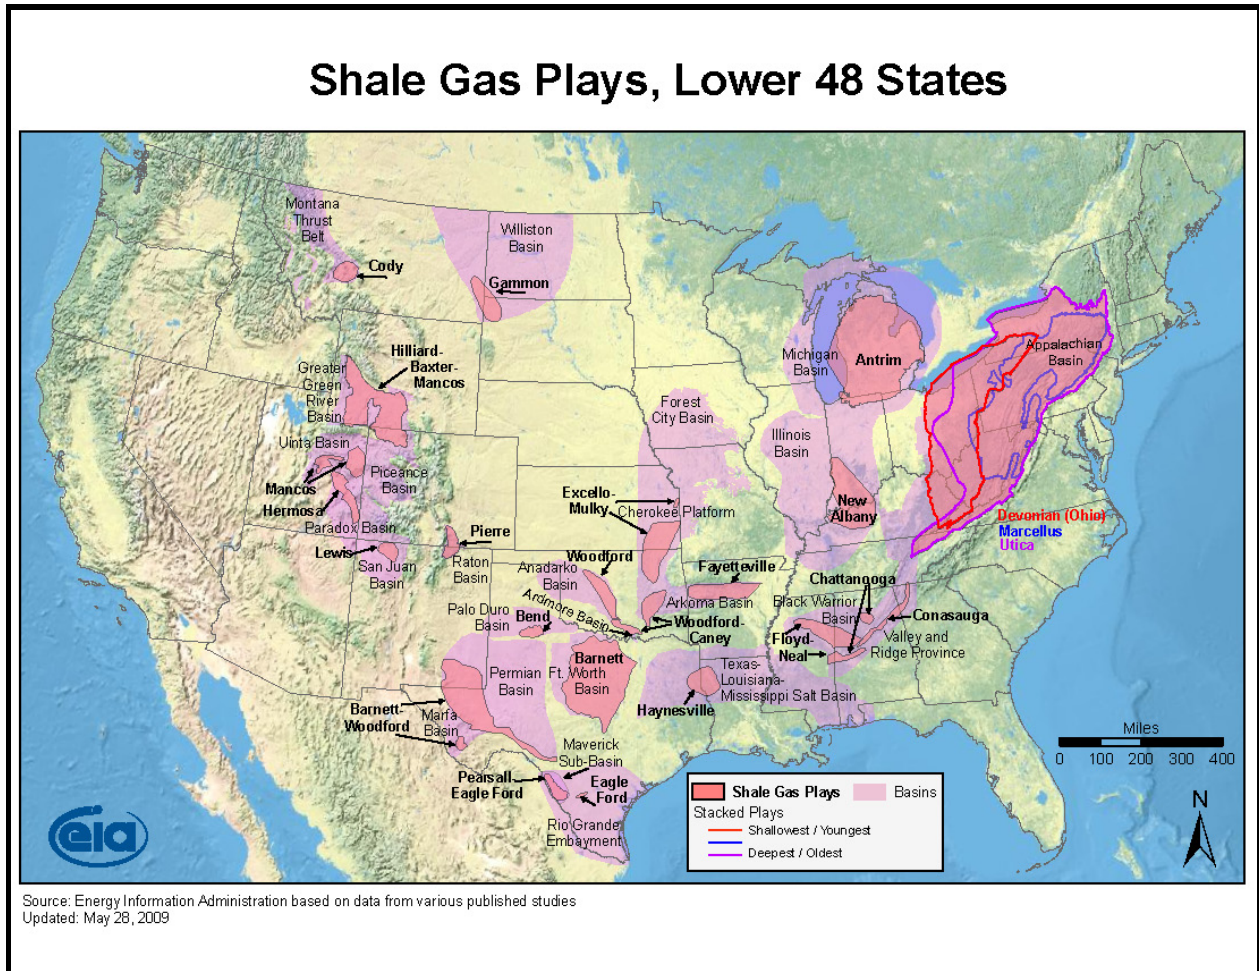 Shale Gas Plays, Lower 48 States
Montana
Thrust
Belt
Cody
Williston
Basin
Gammon
Hilliard-
Baxter-
Mancos
Greater
Green
River
Basin
Uinta Basin
Mancos
Piceance
Basin
Hermosa
Paradox Basin
Lewis
San Juan
Basin
Pierre
Raton
Basin
Michigan
Basin
Antrim
Appalachian
Basin
Forest
City Basin
Illinois
Basin
New
Albany
Excello-
Mulky
Cherokee Platform
Devonian (Ohio)
Marcellus
Utica
Woodford
Anadarko
Basin
Fayetteville
Arkoma Basin
Ardmore Basin
Woodford-
Caney
Palo Duro
Basin
Bend
Chattanooga
Black Warrior
Basin
Conasauga
Floyd-
Neal
Valley and
Ridge Province
Permian
Basin
Barnett
Ft. Worth
Basin
Haynesville
Texas-
Louisiana-
Mississippi Salt Basin
Barnett-
Woodford
Marfa
Basin
Maverick
Sub-Basin
Pearsall
Eagle Ford
Eagle
Ford
Rio Grande
Embayment
Miles
0 100 200 300 400
N
Shale Gas Plays
Basins
Stacked Plays
Shallowest / Youngest
Deepest / Oldest
eia
Source: Energy Information Administration based on data from various published studies
Updated: May 28, 2009